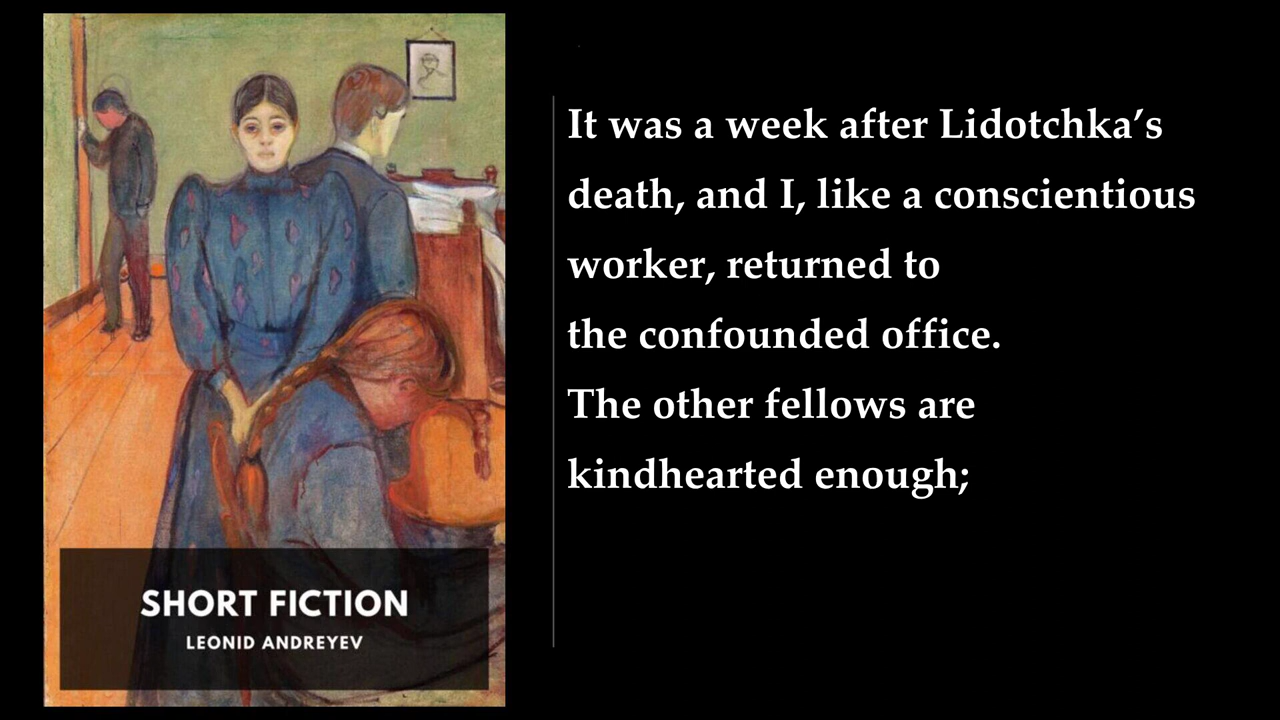 It was a week after Lidotchka’s
death, and I, like a conscientious
worker, returned to
the confounded office.
The other fellows are
kindhearted enough;
SHORT FICTION
LEONID ANDREYEV